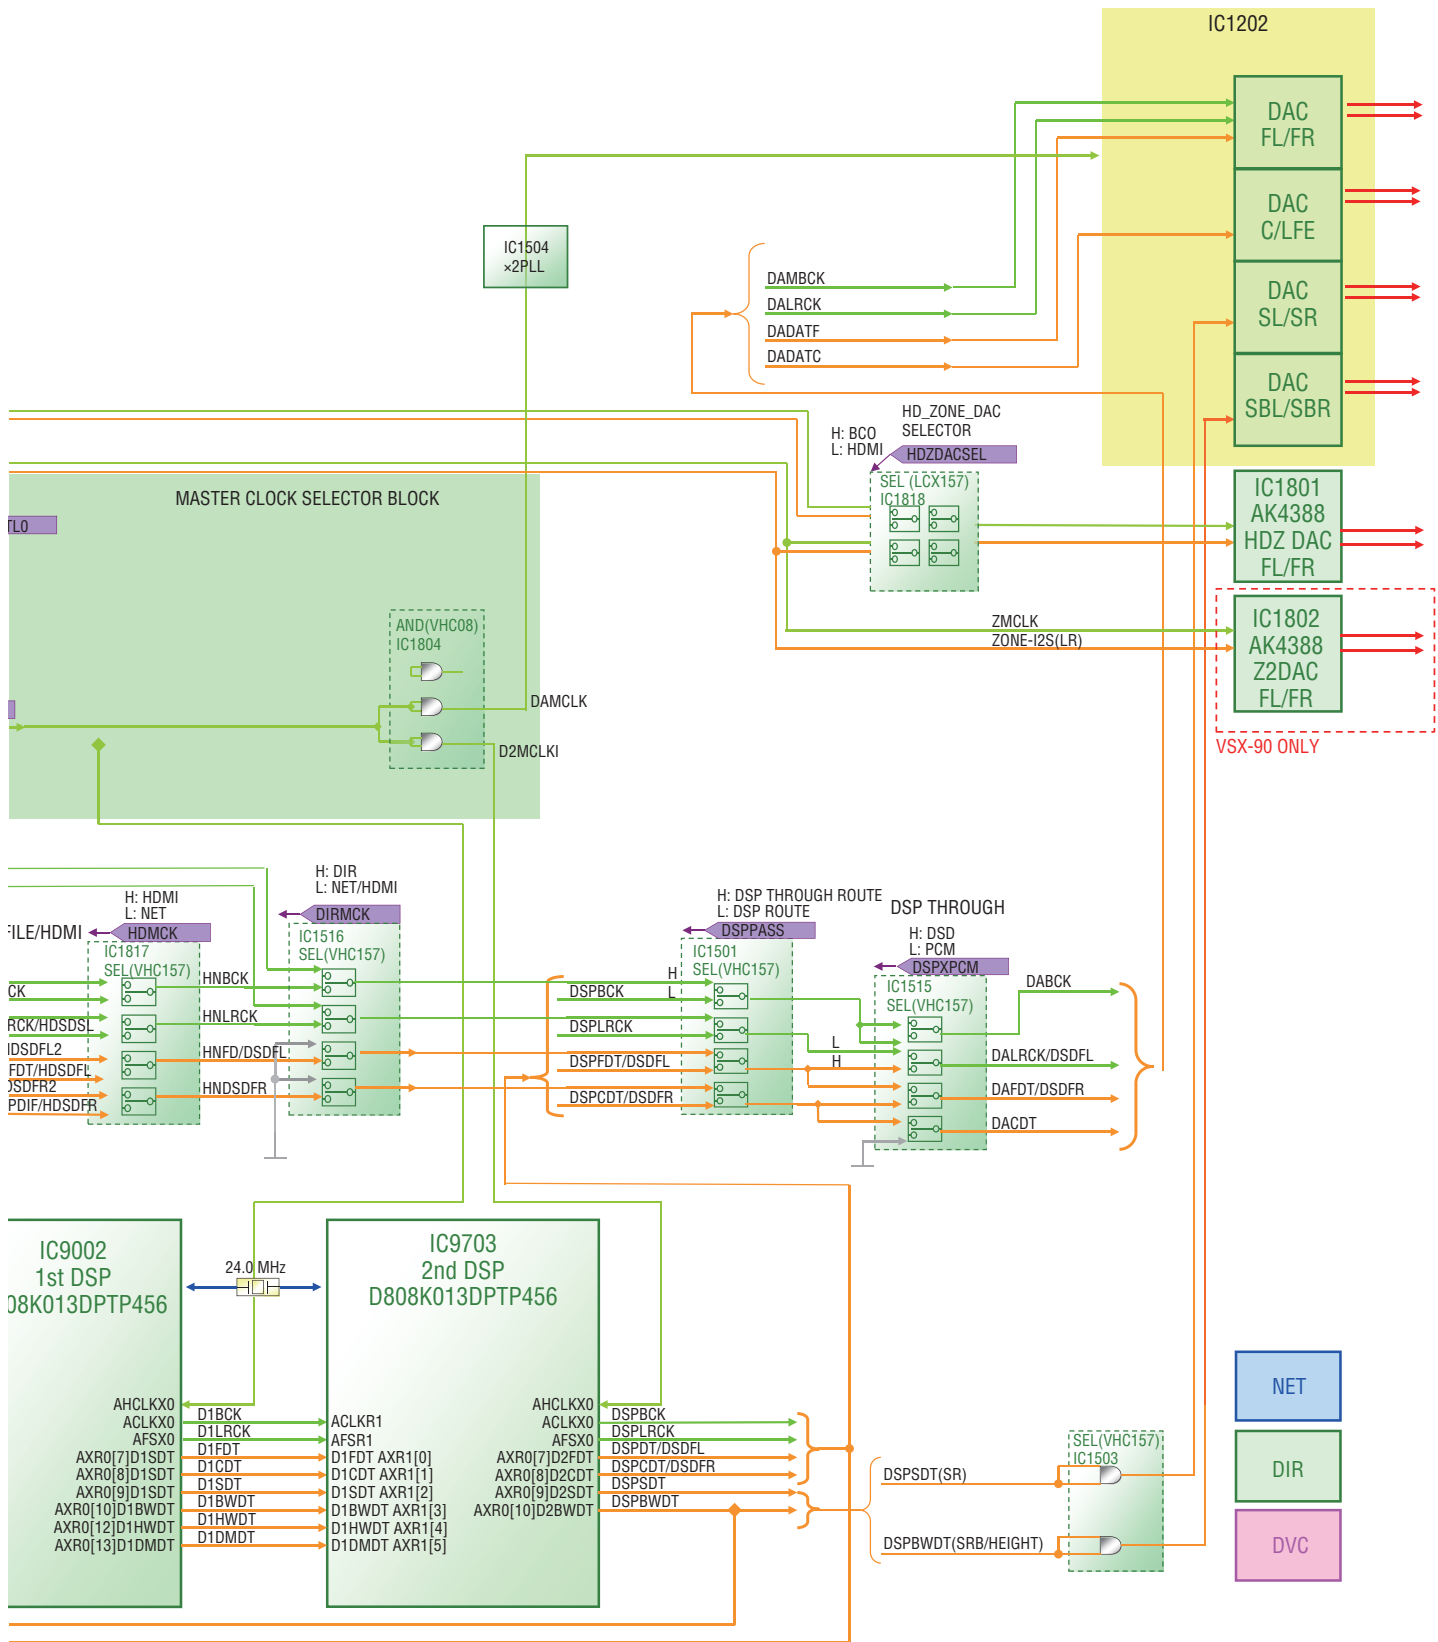 IC1202
DAC
FL/FR
DAC
C/LFE
DAC
SL/SR
DAC
SBL/SBR
IC1504
×2PLL
DAMBCK
DALRCK
DADATF
DADATC
HD_ZONE_DAC
SELECTOR
H: BCO
L: HDMI
HDZDACSEL
SEL (LCX157)
IC1818
IC1801
AK4388
HDZ DAC
FL/FR
MASTER CLOCK SELECTOR BLOCK
TL0
AND(VHC08)
IC1804
ZMCLK
ZONE-I2S(LR)
IC1802
AK4388
Z2DAC
FL/FR
VSX-90 ONLY
DAMCLK
D2MCLKI
H: DIR
L: NET/HDMI
DIRMCK
H: HDMI
L: NET
HDMCK
FILE/HDMI
IC1817
SEL(VHC157)
IC1516
SEL(VHC157)
H: DSP THROUGH ROUTE
L: DSP ROUTE
DSPPASS
DSP THROUGH
IC1501
SEL(VHC157)
H: DSD
L: PCM
DSPXPCM
IC1515
SEL(VHC157)
CK
RCK/HDSDSL
IDSDFL2
FDT/HDSDFL
DSDFR2
PDIF/HDSDFR
HNBCK
HNLRCK
HNFD/DSDFL
HNDSDFR
H
L
DSPBCK
DSPLRCK
DSPFDT/DSDFL
DSPCDT/DSDFR
L
H
DABCK
DALRCK/DSDFL
DAFDT/DSDFR
DACDT
IC9002
1st DSP
08K013DPTP456
24.0 MHz
IC9703
2nd DSP
D808K013DPTP456
AHCLKX0
ACLKX0
AFSX0
AXR0[7]D1SDT
AXR0[8]D1SDT
AXR0[9]D1SDT
AXR0[10]D1BWDT
AXR0[12]D1HWDT
AXR0[13]D1DMDT
D1BCK
D1LRCK
D1FDT
D1CDT
D1SDT
D1BWDT
D1HWDT
D1DMDT
ACLKR1
AFSR1
D1FDT AXR1[0]
D1CDT AXR1[1]
D1SDT AXR1[2]
D1BWDT AXR1[3]
D1HWDT AXR1[4]
D1DMDT AXR1[5]
AHCLKX0
ACLKX0
AFSX0
AXR0[7]D2FDT
AXR0[8]D2CDT
AXR0[9]D2SDT
AXR0[10]D2BWDT
DSPBCK
DSPLRCK
DSPDT/DSDFL
DSPCDT/DSDFR
DSPSDT
DSPBWDT
DSPSDT(SR)
DSPBWDT(SRB/HEIGHT)
SEL(VHC157)
IC1503
NET
DIR
DVC